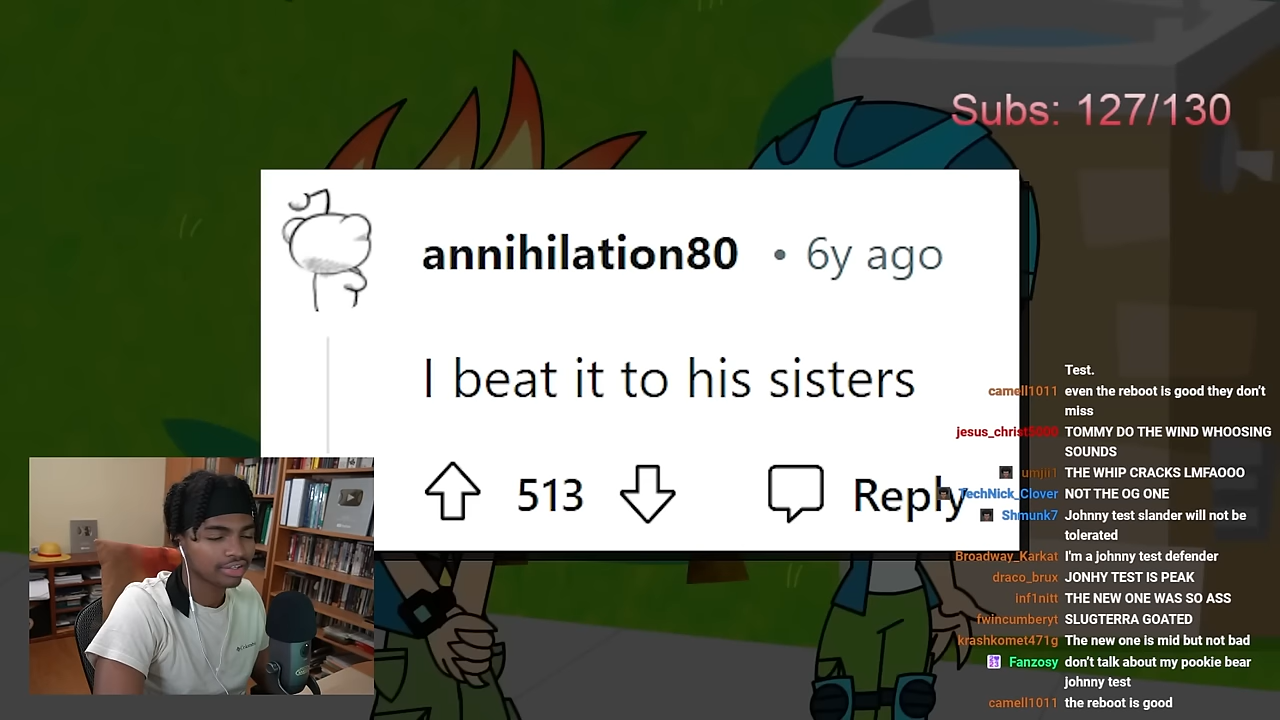 Subs: 127/130
annihilation80 • 6y ago
I beat it to his sisters
513 Reply
Test.
camell1011 even the reboot is good they don't
miss
jesus_christ5000 TOMMY DO THE WIND WHOOSING
SOUNDS
umjii1 THE WHIP CRACKS LMFAOOO
TechNick_Clover NOT THE OG ONE
Shmunk7 Johnny test slander will not be
tolerated
Broadway_Karkat I'm a johnny test defender
draco_brux JONHY TEST IS PEAK
inf1nitt THE NEW ONE WAS SO ASS
fwincumberyt SLUGTERRA GOATED
krashkomet471g The new one is mid but not bad
Fanzosy don't talk about my pookie bear
johnny test
camell1011 the reboot is good